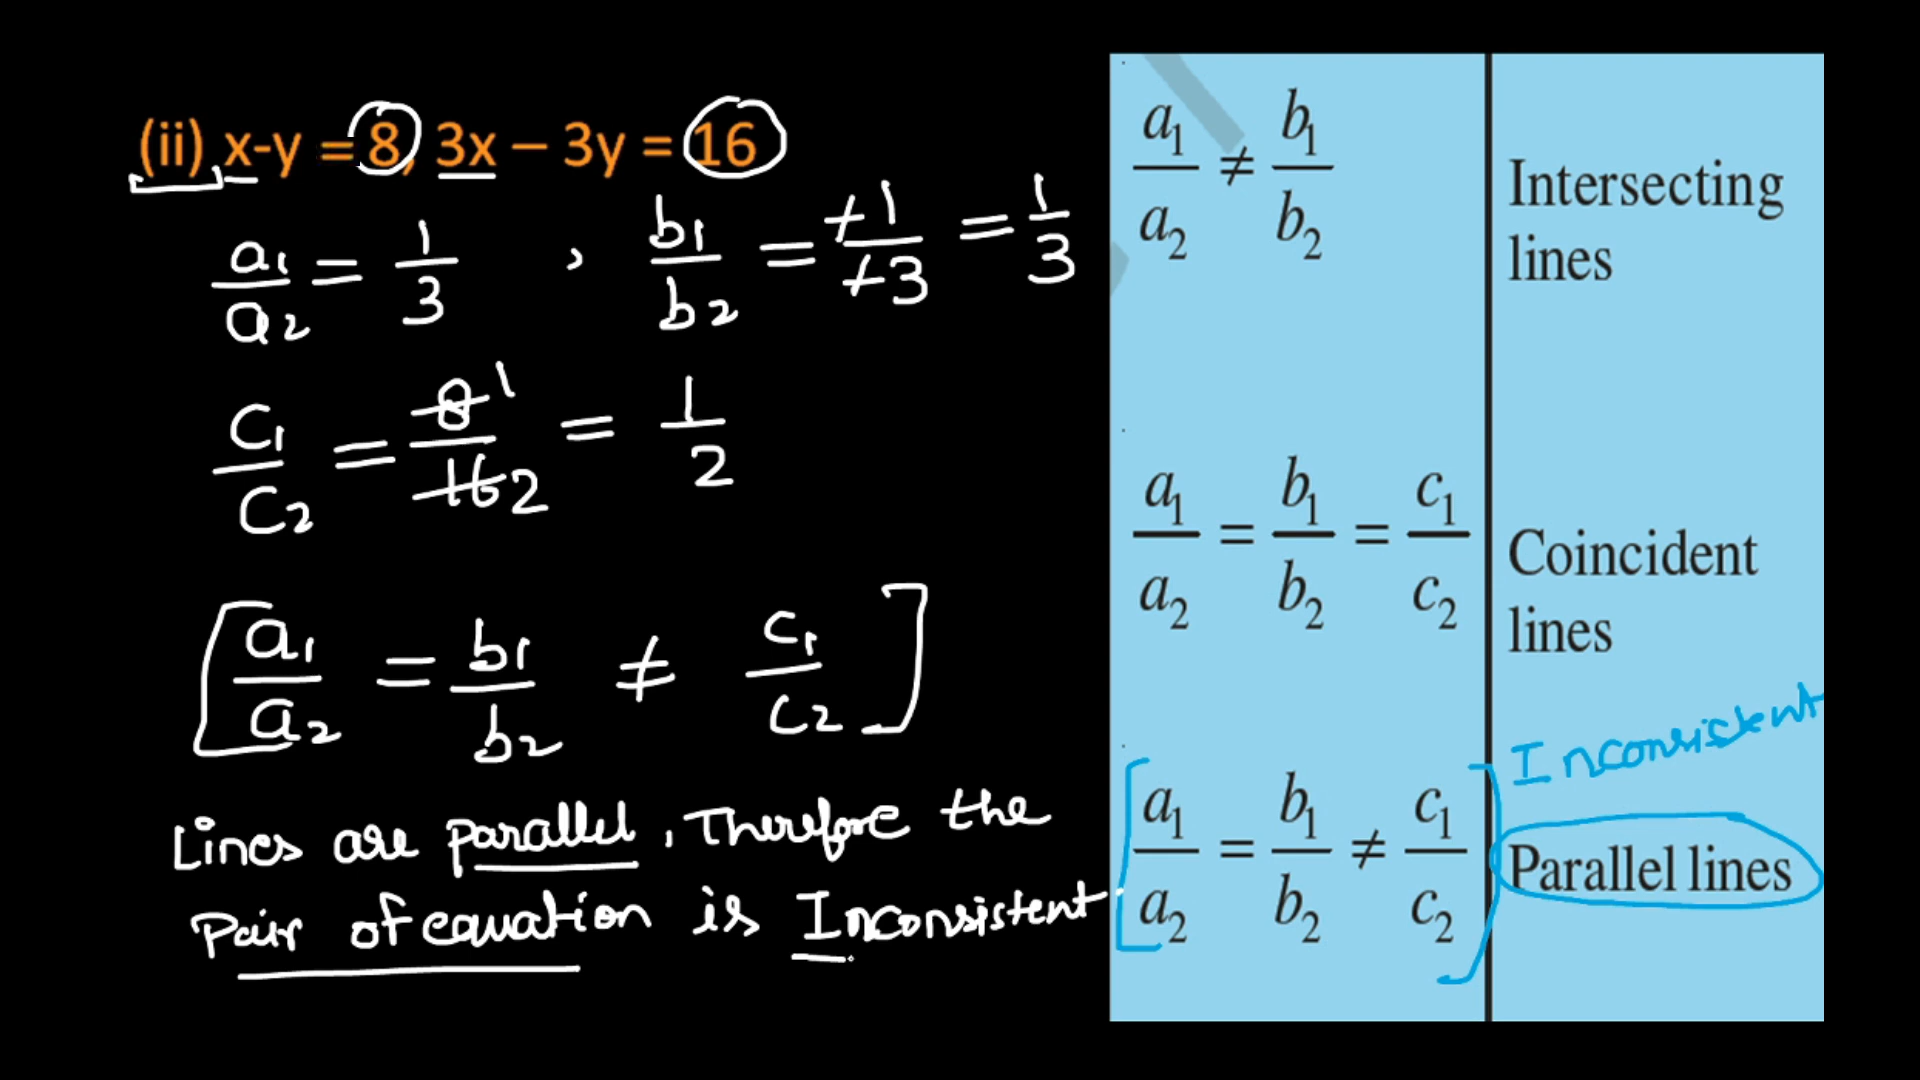 (ii) x-y = 8, 3x – 3y = 16
a1/a2 = 1/3 , b1/b2 = -1/-3 = 1/3
c1/c2 = 8/16 = 1/2
[a1/a2 = b1/b2 ≠ c1/c2]
Lines are parallel, Therefore the
Pair of equation is Inconsistent
a1/a2 ≠ b1/b2
Intersecting
lines
a1/a2 = b1/b2 = c1/c2
Coincident
lines
Inconsistent
[a1/a2 = b1/b2 ≠ c1/c2]
Parallel lines